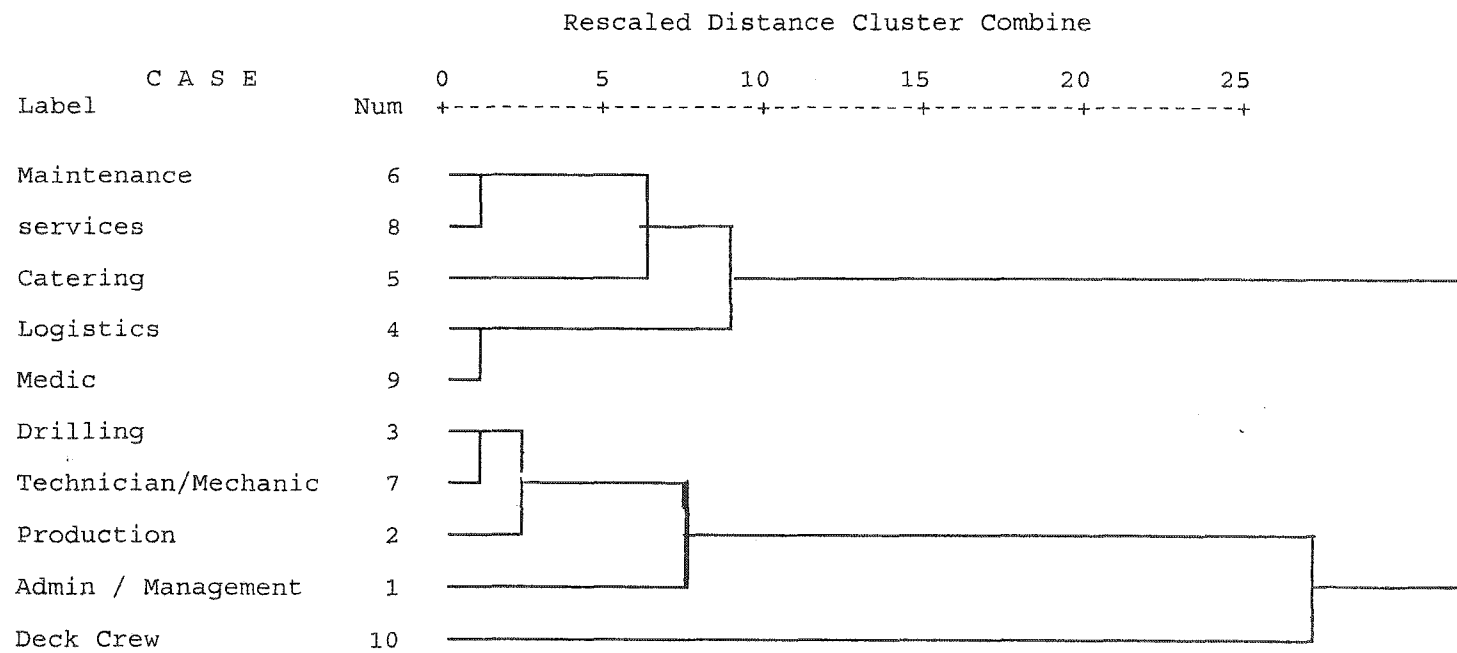 Rescaled Distance Cluster Combine
C A S E 0 5 10 15 20 25
Label Num +---------+---------+---------+---------+---------+
Maintenance 6
services 8
Catering 5
Logistics 4
Medic 9
Drilling 3
Technician/Mechanic 7
Production 2
Admin / Management 1
Deck Crew 10